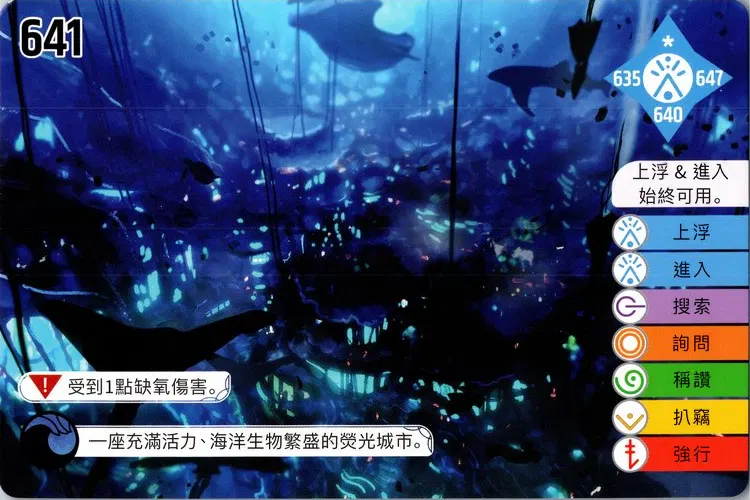 641
*
635 647
640
上浮 & 進入
始終可用。
上浮
進入
搜索
詢問
稱讚
扒竊
強行
! 受到1點缺氧傷害。
一座充滿活力、海洋生物繁盛的熒光城市。